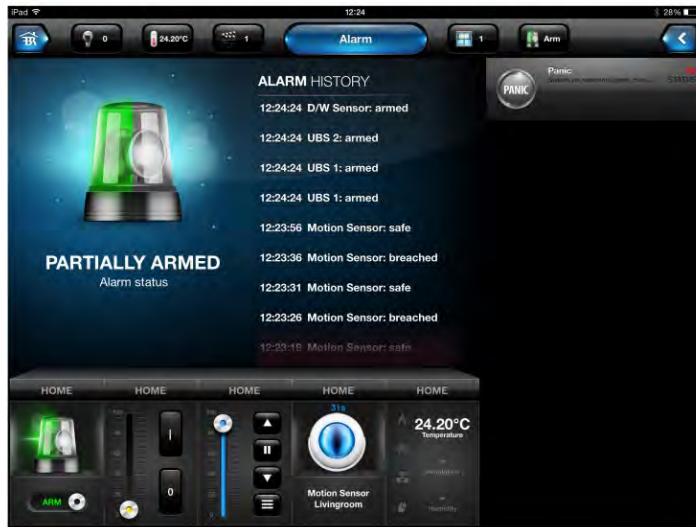 iPad
12:24
28%
0
24.20°C
1
Alarm
1
Arm
ALARM HISTORY
12:24:24 D/W Sensor: armed
12:24:24 UBS 2: armed
12:24:24 UBS 1: armed
12:24:24 UBS 1: armed
12:23:56 Motion Sensor: safe
12:23:36 Motion Sensor: breached
12:23:31 Motion Sensor: safe
12:23:26 Motion Sensor: breached
12:23:18 Motion Sensor: safe
PARTIALLY ARMED
Alarm status
PANIC
Panic
STATUS
HOME
HOME
HOME
HOME
HOME
ARM
I
0
31s
Motion Sensor
Livingroom
24.20°C
Temperature
Humidity